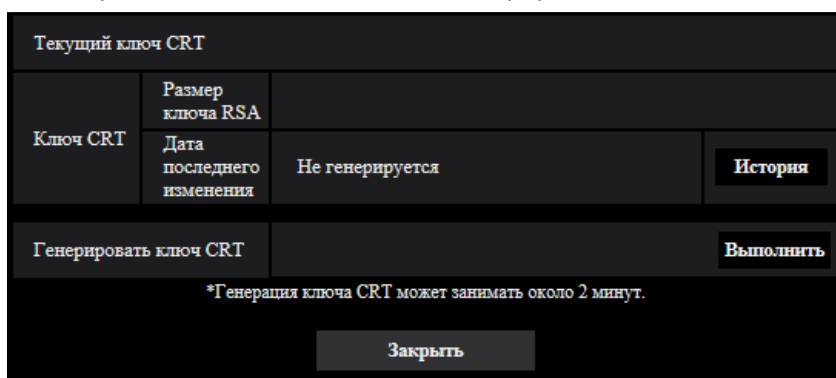 Текущий ключ CRT
Размер
ключа RSA
Ключ CRT
Дата
последнего
изменения
Не генерируется
История
Генерировать ключ CRT
Выполнить
*Генерация ключа CRT может занимать около 2 минут.
Закрыть